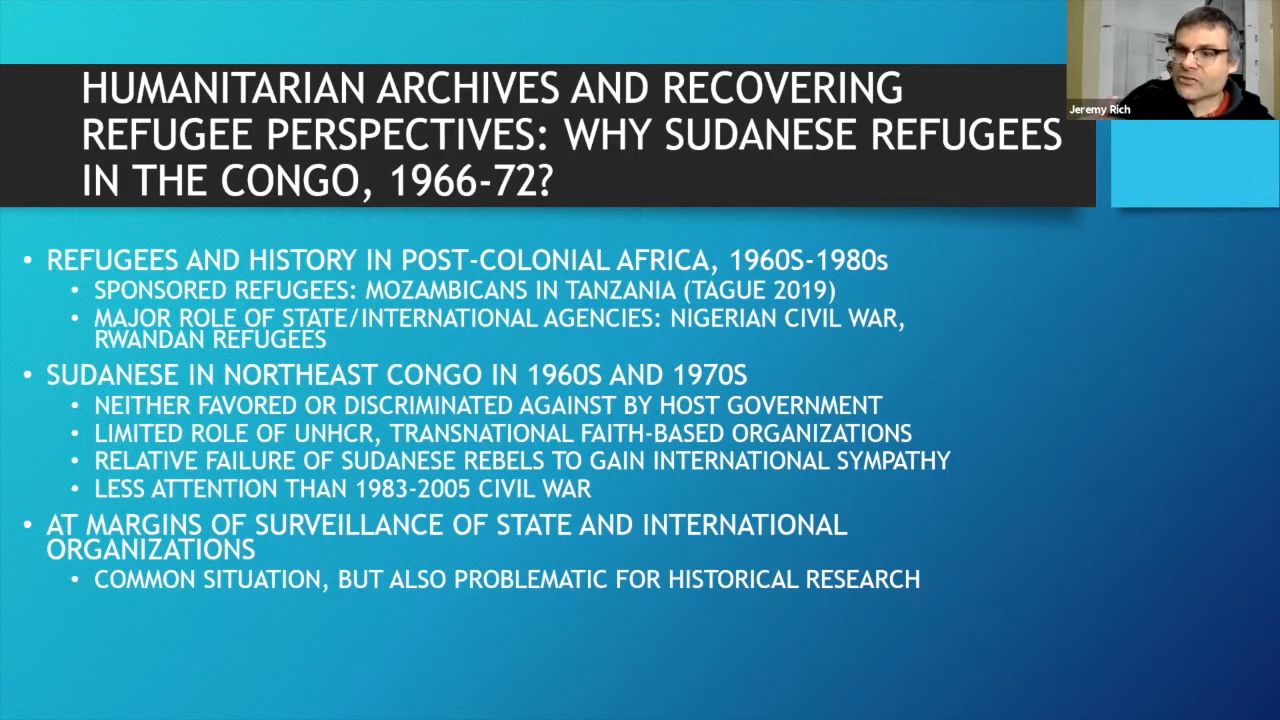 HUMANITARIAN ARCHIVES AND RECOVERING
REFUGEE PERSPECTIVES: WHY SUDANESE REFUGEES
IN THE CONGO, 1966-72?
Jeremy Rich
• REFUGEES AND HISTORY IN POST-COLONIAL AFRICA, 1960S-1980s
• SPONSORED REFUGEES: MOZAMBICANS IN TANZANIA (TAGUE 2019)
• MAJOR ROLE OF STATE/INTERNATIONAL AGENCIES: NIGERIAN CIVIL WAR,
RWANDAN REFUGEES
• SUDANESE IN NORTHEAST CONGO IN 1960S AND 1970S
• NEITHER FAVORED OR DISCRIMINATED AGAINST BY HOST GOVERNMENT
• LIMITED ROLE OF UNHCR, TRANSNATIONAL FAITH-BASED ORGANIZATIONS
• RELATIVE FAILURE OF SUDANESE REBELS TO GAIN INTERNATIONAL SYMPATHY
• LESS ATTENTION THAN 1983-2005 CIVIL WAR
• AT MARGINS OF SURVEILLANCE OF STATE AND INTERNATIONAL
ORGANIZATIONS
• COMMON SITUATION, BUT ALSO PROBLEMATIC FOR HISTORICAL RESEARCH